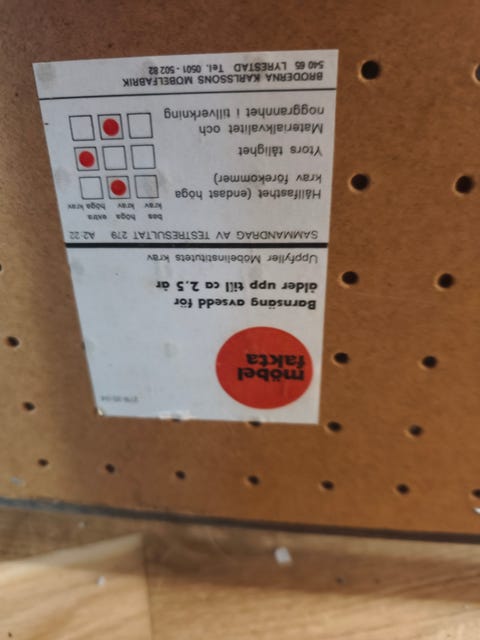 möbel
fakta
Barnsäng avsedd för
ålder upp till ca 2,5 år
Uppfyller Möbelinstitutets krav
SAMMANDRAG AV TESTRESULTAT 279 A2:22
bas höga extra
krav krav höga krav
Hållfasthet (endast höga
krav förekommer)
Ytors tålighet
Materialkvalitet och
noggrannhet i tillverkning
BRÖDERNA KARLSSONS MÖBELFABRIK
540 65 LYRESTAD Tel. 0501 - 502 82